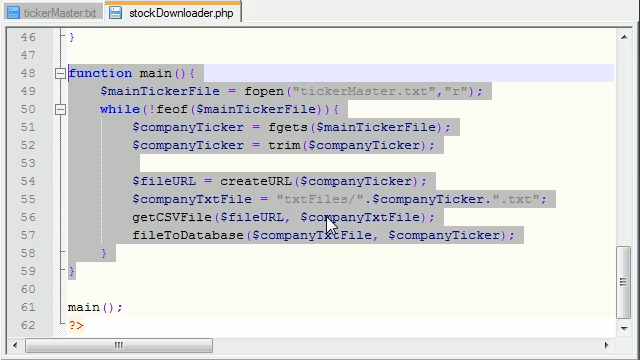 tickerMaster.txt stockDownloader.php
46 }
47
48 function main(){
49 $mainTickerFile = fopen("tickerMaster.txt","r");
50 while(!feof($mainTickerFile)){
51 $companyTicker = fgets($mainTickerFile);
52 $companyTicker = trim($companyTicker);
53
54 $fileURL = createURL($companyTicker);
55 $companyTxtFile = "txtFiles/".$companyTicker.".txt";
56 getCSVFile($fileURL, $companyTxtFile);
57 fileToDatabase($companyTxtFile, $companyTicker);
58 }
59 }
60
61 main();
62 ?>